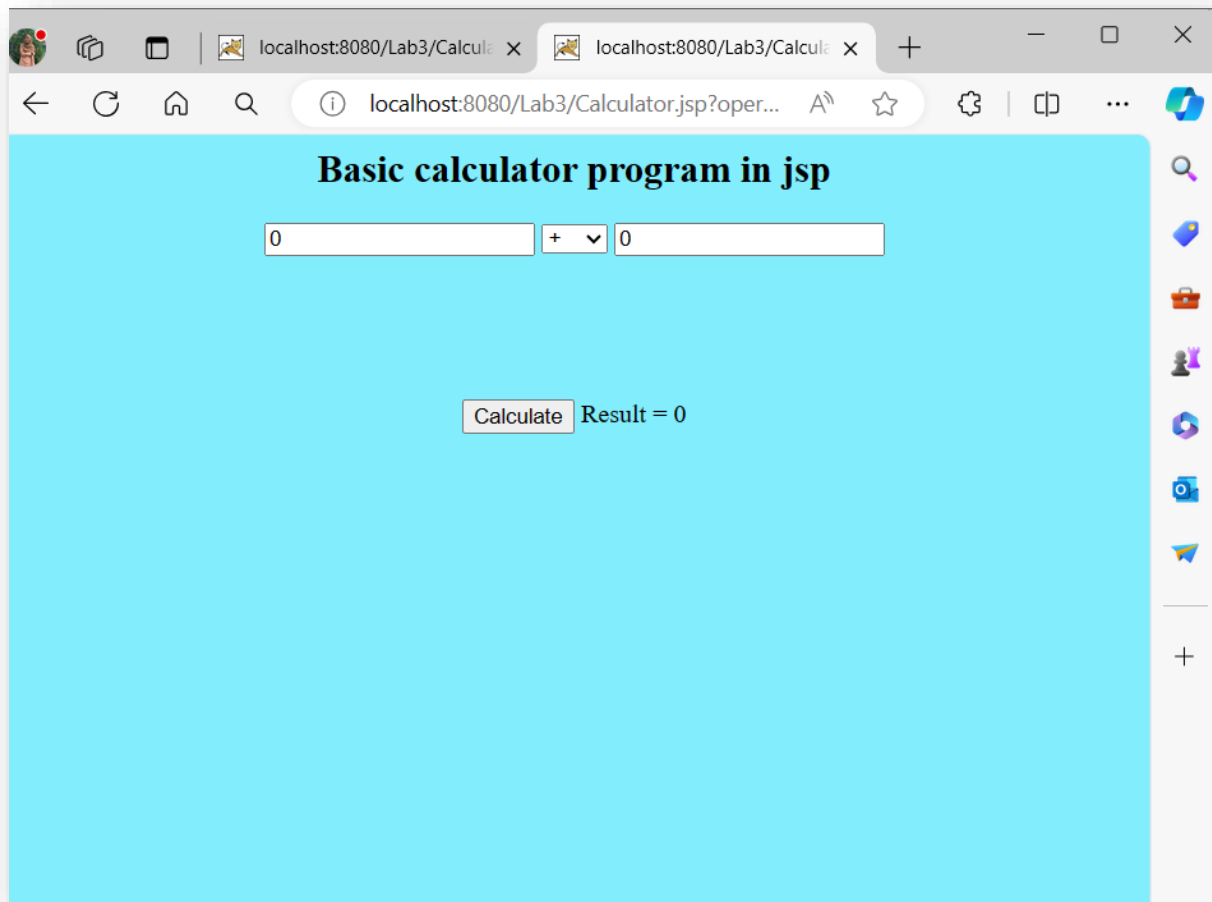 localhost:8080/Lab3/Calcula
localhost:8080/Lab3/Calcula
localhost:8080/Lab3/Calculator.jsp?oper...
Basic calculator program in jsp
0 + 0
Calculate Result = 0